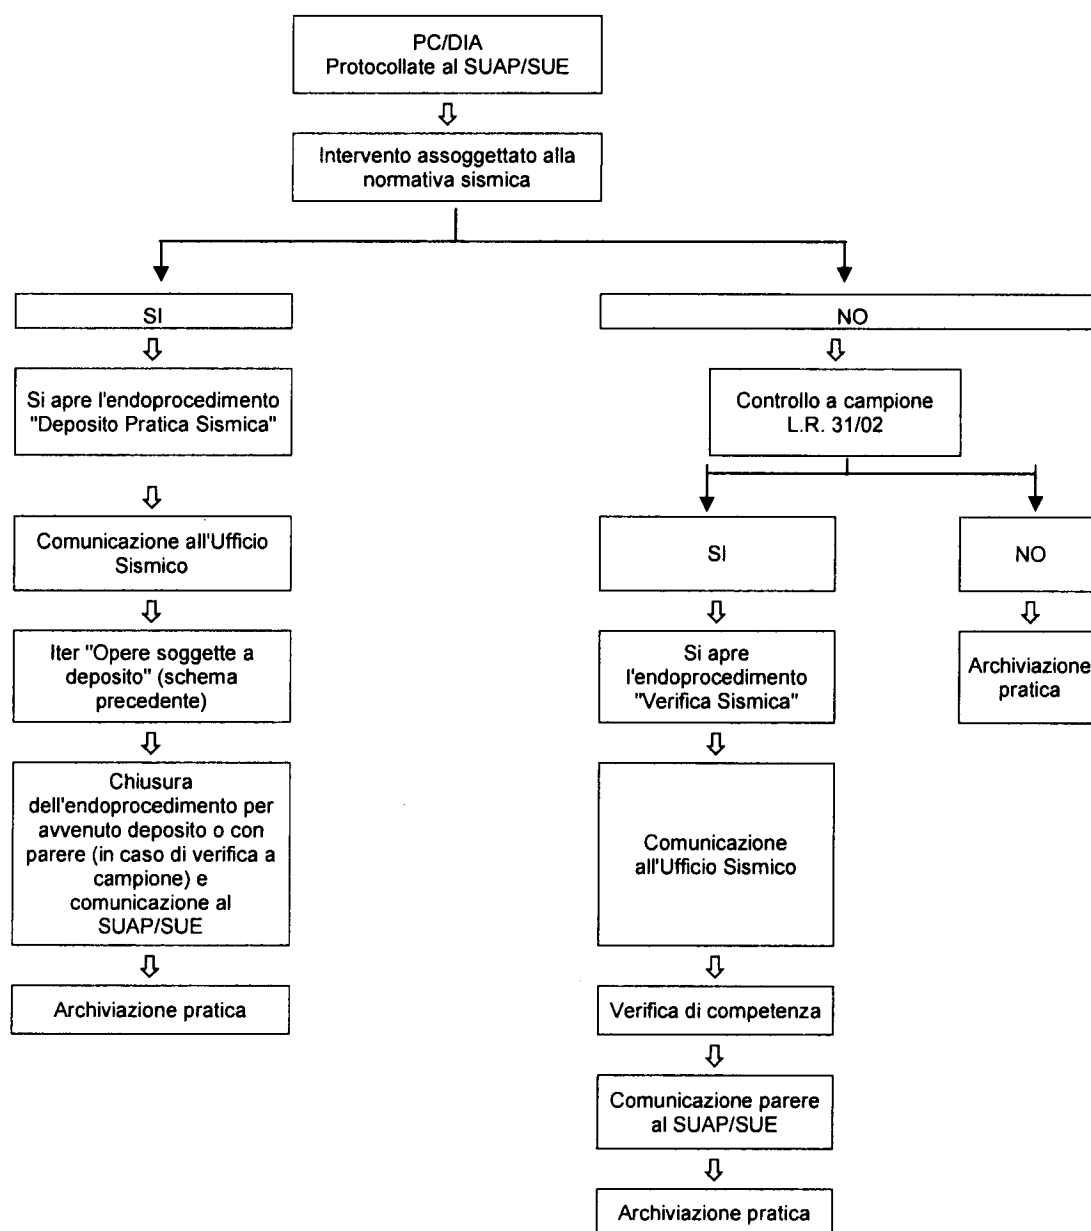 PC/DIA
Protocollate al SUAP/SUE
Intervento assoggettato alla
normativa sismica
SI
NO
Si apre l'endoprocedimento
"Deposito Pratica Sismica"
Controllo a campione
L.R. 31/02
Comunicazione all'Ufficio
Sismico
SI
NO
Iter "Opere soggette a
deposito" (schema
precedente)
Si apre
l'endoprocedimento
"Verifica Sismica"
Archiviazione
pratica
Chiusura
dell'endoprocedimento per
avvenuto deposito o con
parere (in caso di verifica a
campione) e
comunicazione al
SUAP/SUE
Comunicazione
all'Ufficio Sismico
Archiviazione pratica
Verifica di competenza
Comunicazione parere
al SUAP/SUE
Archiviazione pratica